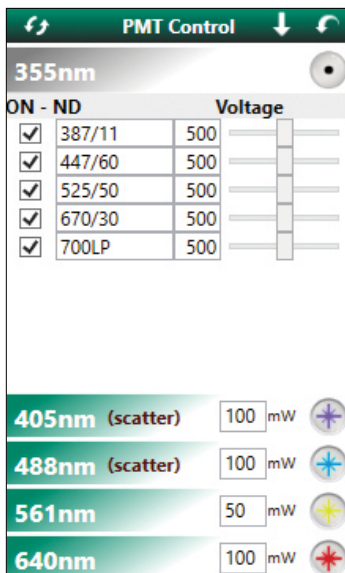 PMT Control
355nm
ON - ND Voltage
387/11 500
447/60 500
525/50 500
670/30 500
700LP 500
405nm (scatter) 100 mW
488nm (scatter) 100 mW
561nm 50 mW
640nm 100 mW